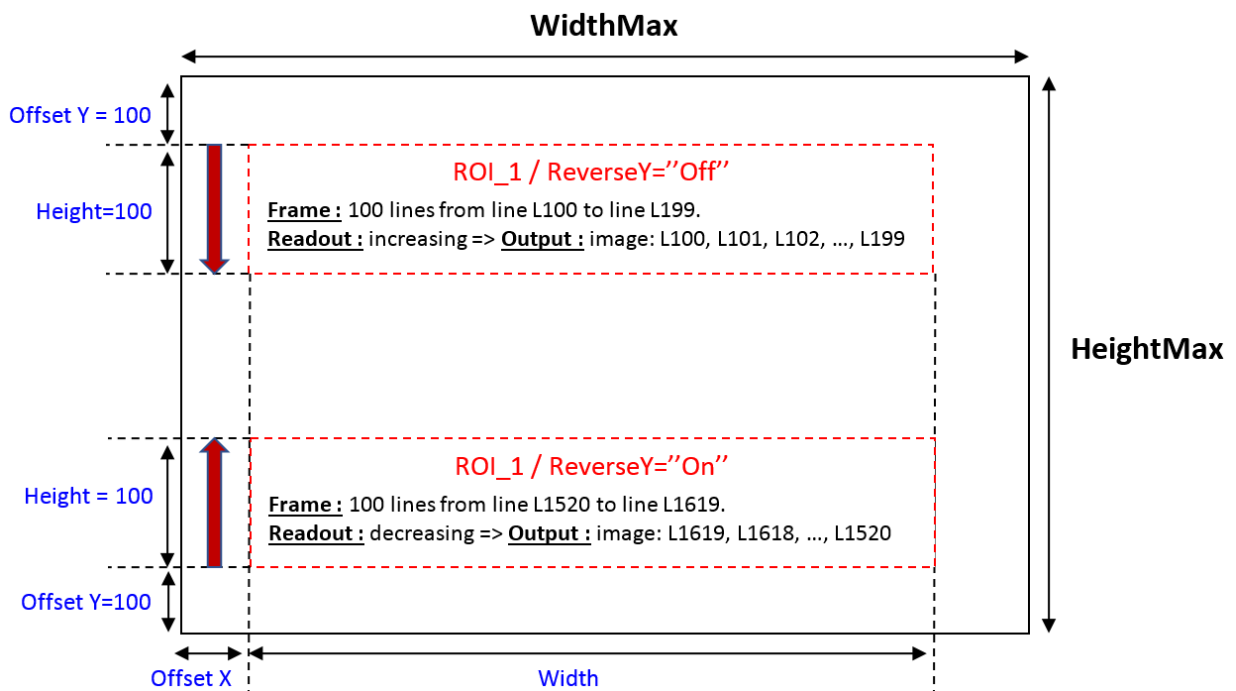 WidthMax
Offset Y = 100
ROI_1 / ReverseY=’’Off’’
Height=100
Frame : 100 lines from line L100 to line L199.
Readout : increasing => Output : image: L100, L101, L102, …, L199
HeightMax
ROI_1 / ReverseY=’’On’’
Height = 100
Frame : 100 lines from line L1520 to line L1619.
Readout : decreasing => Output : image: L1619, L1618, …, L1520
Offset Y=100
Offset X
Width